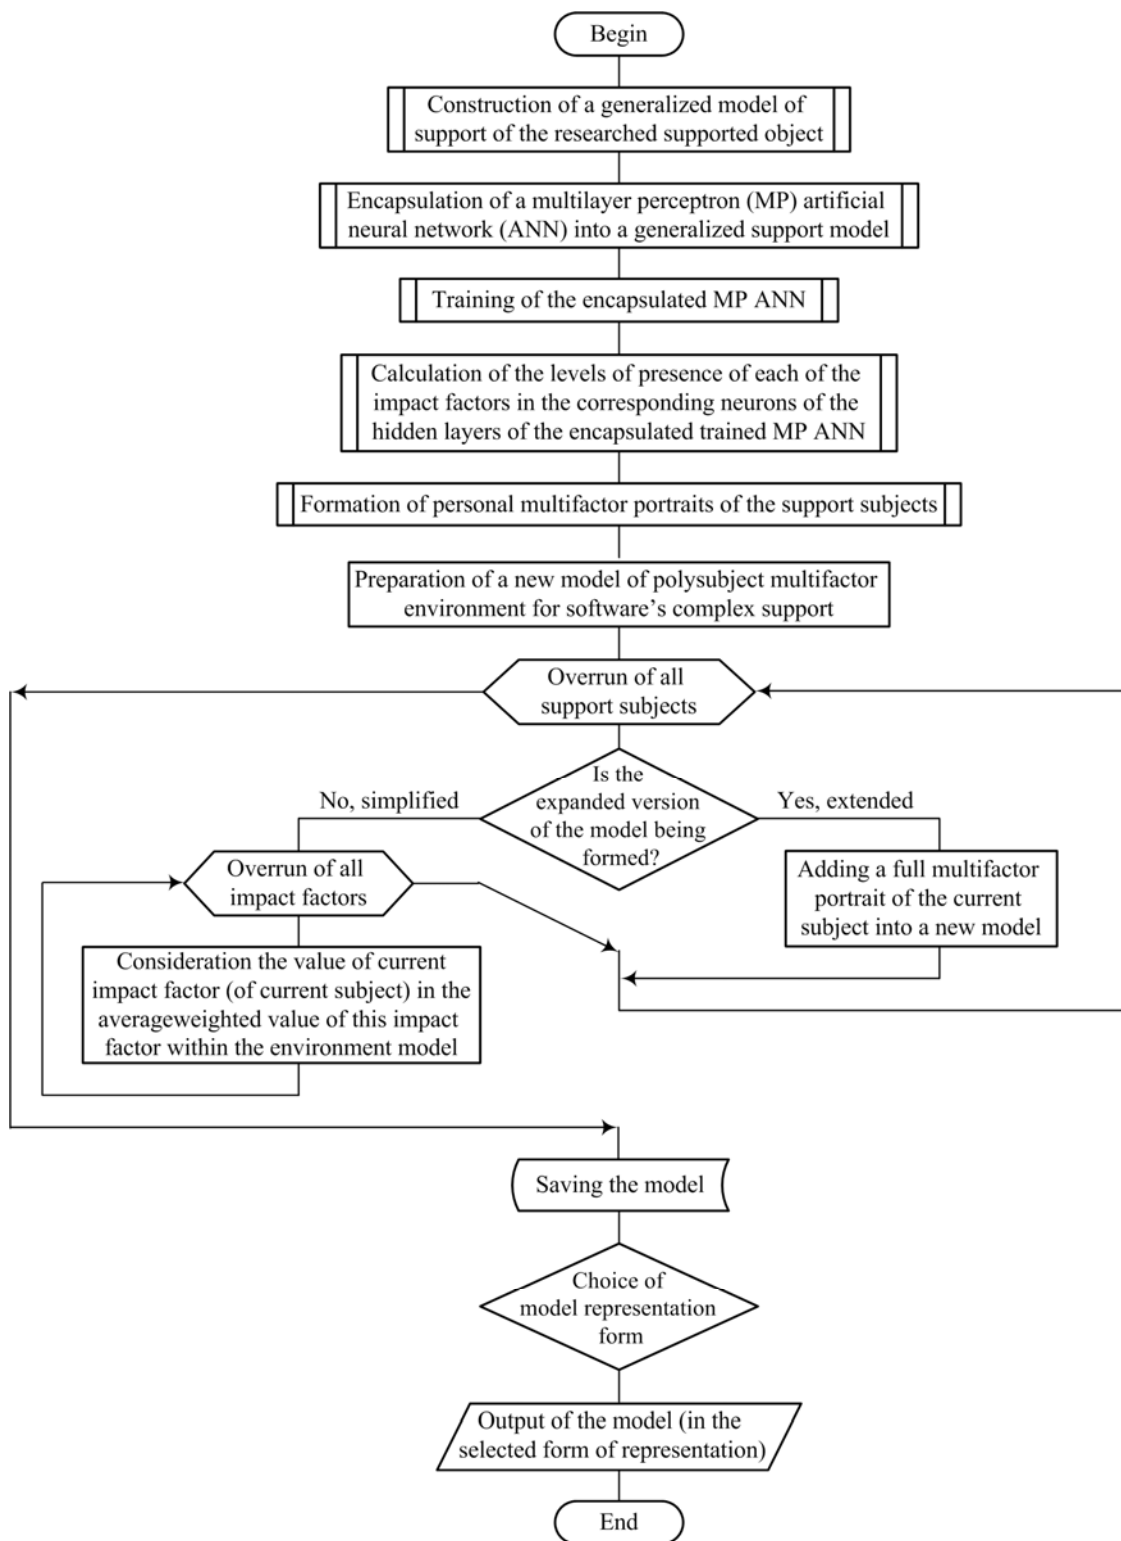 Begin
Construction of a generalized model of
support of the researched supported object
Encapsulation of a multilayer perceptron (MP) artificial
neural network (ANN) into a generalized support model
Training of the encapsulated MP ANN
Calculation of the levels of presence of each of the
impact factors in the corresponding neurons of the
hidden layers of the encapsulated trained MP ANN
Formation of personal multifactor portraits of the support subjects
Preparation of a new model of polysubject multifactor
environment for software's complex support
Overrun of all
support subjects
Is the
expanded version
of the model being
formed?
No, simplified
Yes, extended
Overrun of all
impact factors
Adding a full multifactor
portrait of the current
subject into a new model
Consideration the value of current
impact factor (of current subject) in the
averageweighted value of this impact
factor within the environment model
Saving the model
Choice of
model representation
form
Output of the model (in the
selected form of representation)
End